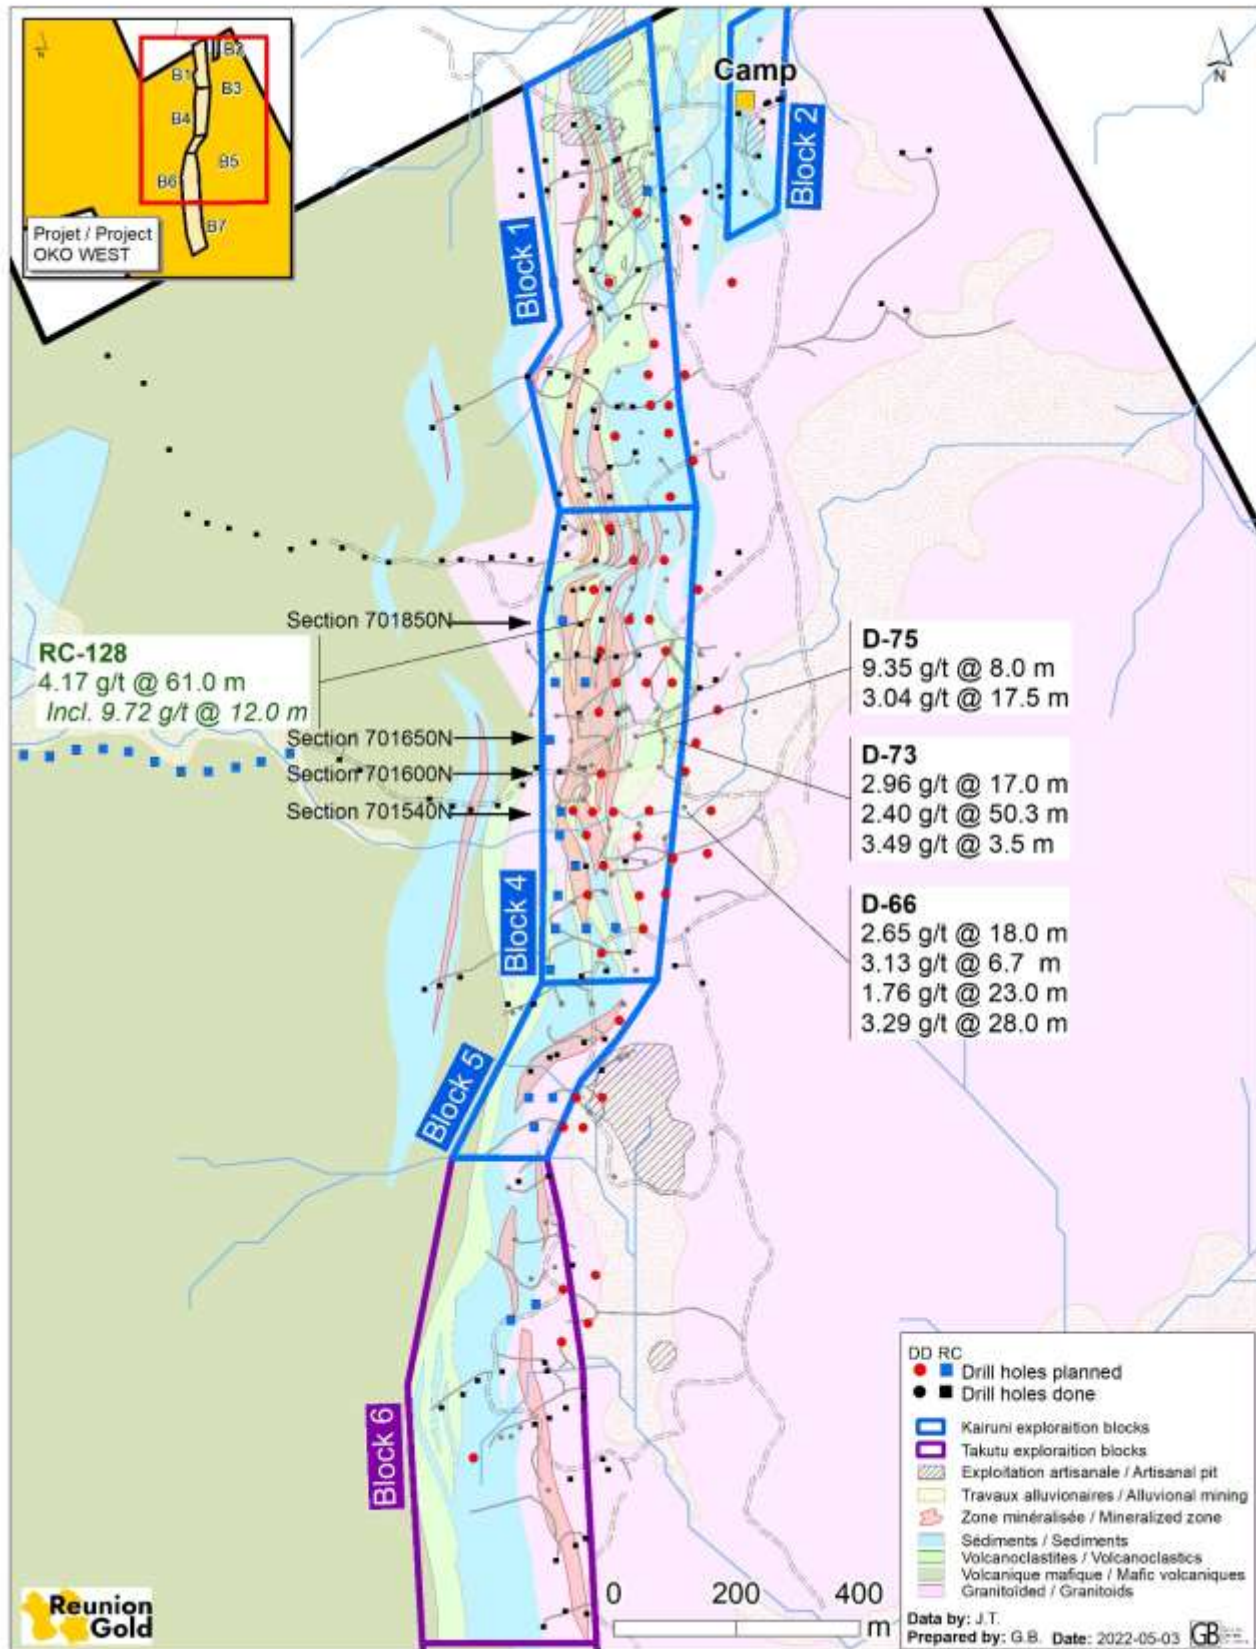 N
B2
B1
B3
B4
B5
B6
B7
Projet / Project
OKO WEST
Camp
N
Block 2
Block 1
Section 701850N
RC-128
4.17 g/t @ 61.0 m
Incl. 9.72 g/t @ 12.0 m
Section 701650N
Section 701600N
Section 701540N
D-75
9.35 g/t @ 8.0 m
3.04 g/t @ 17.5 m
D-73
2.96 g/t @ 17.0 m
2.40 g/t @ 50.3 m
3.49 g/t @ 3.5 m
D-66
2.65 g/t @ 18.0 m
3.13 g/t @ 6.7 m
1.76 g/t @ 23.0 m
3.29 g/t @ 28.0 m
Block 4
Block 5
Block 6
DD RC
Drill holes planned
Drill holes done
Kairuni exploraition blocks
Takutu exploraition blocks
Exploitation artisanale / Artisanal pit
Travaux alluvionaires / Alluvional mining
Zone minéralisée / Mineralized zone
Sédiments / Sediments
Volcanoclastites / Volcanoclastics
Volcanique mafique / Mafic volcaniques
Granitoïded / Granitoids
0 200 400
m
Data by: J.T.
Prepared by: G.B. Date: 2022-05-03
GB
Reunion
Gold